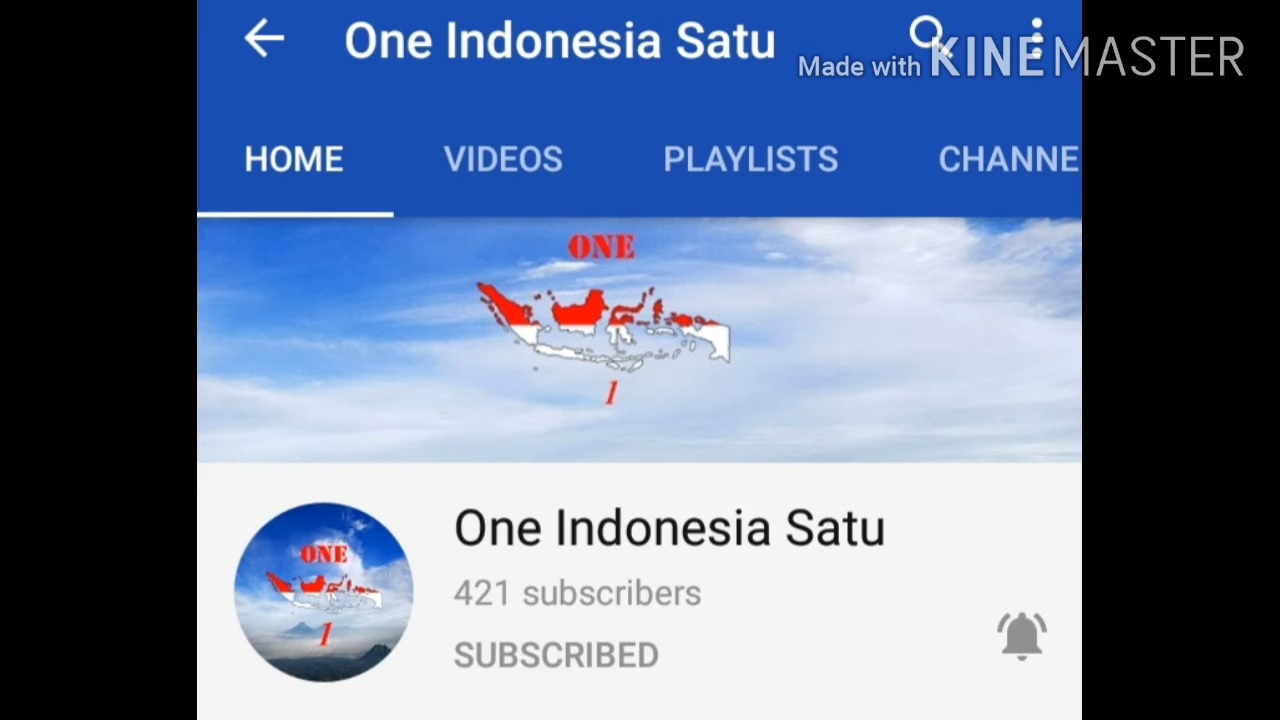 One Indonesia Satu
Made with KINEMASTER
HOME VIDEOS PLAYLISTS CHANNE
ONE
1
One Indonesia Satu
421 subscribers
SUBSCRIBED
ONE
1